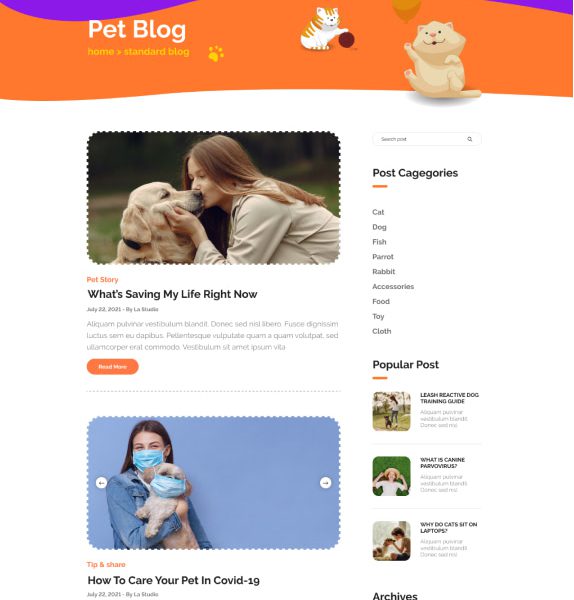 Pet Blog
home > standard blog
Search post
Post Cagegories
Cat
Dog
Fish
Parrot
Rabbit
Accessories
Food
Toy
Cloth
Popular Post
LEASH REACTIVE DOG
TRAINING GUIDE
Aliquam pulvinar
vestibulum blandit
Donec sed nisl
WHAT IS CANINE
PARVOVIRUS?
Aliquam pulvinar
vestibulum blandit
Donec sed nisl
WHY DO CATS SIT ON
LAPTOPS?
Aliquam pulvinar
vestibulum blandit
Donec sed nisl
Archives
Pet Story
What's Saving My Life Right Now
July 22, 2021 - By La Studio
Aliquam pulvinar vestibulum blandit. Donec sed nisl libero. Fusce dignissim
luctus sem eu dapibus. Pellentesque vulputate quam a quam volutpat, sed
ullamcorper erat commodo. Vestibulum sit amet ipsum vita
Read More
Tip & share
How To Care Your Pet In Covid-19
July 22, 2021 - By La Studio